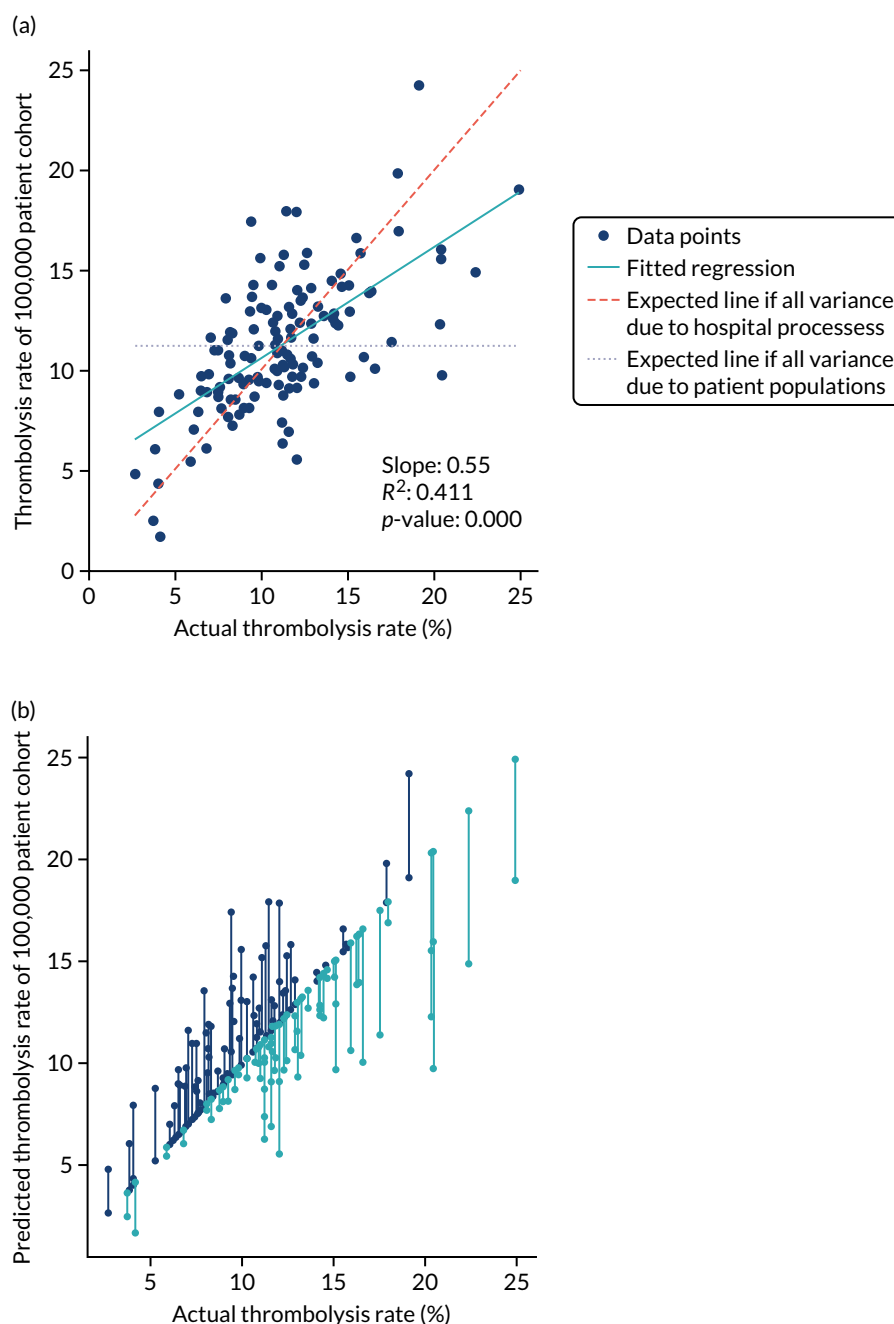 (a)
Thrombolysis rate of 100,000 patient cohort
25
20
15
10
5
0
0 5 10 15 20 25
Actual thrombolysis rate (%)
Slope: 0.55
R²: 0.411
p-value: 0.000
Data points
Fitted regression
Expected line if all variance
due to hospital processess
Expected line if all variance
due to patient populations
(b)
Predicted thrombolysis rate of 100,000 patient cohort
25
20
15
10
5
5 10 15 20 25
Actual thrombolysis rate (%)